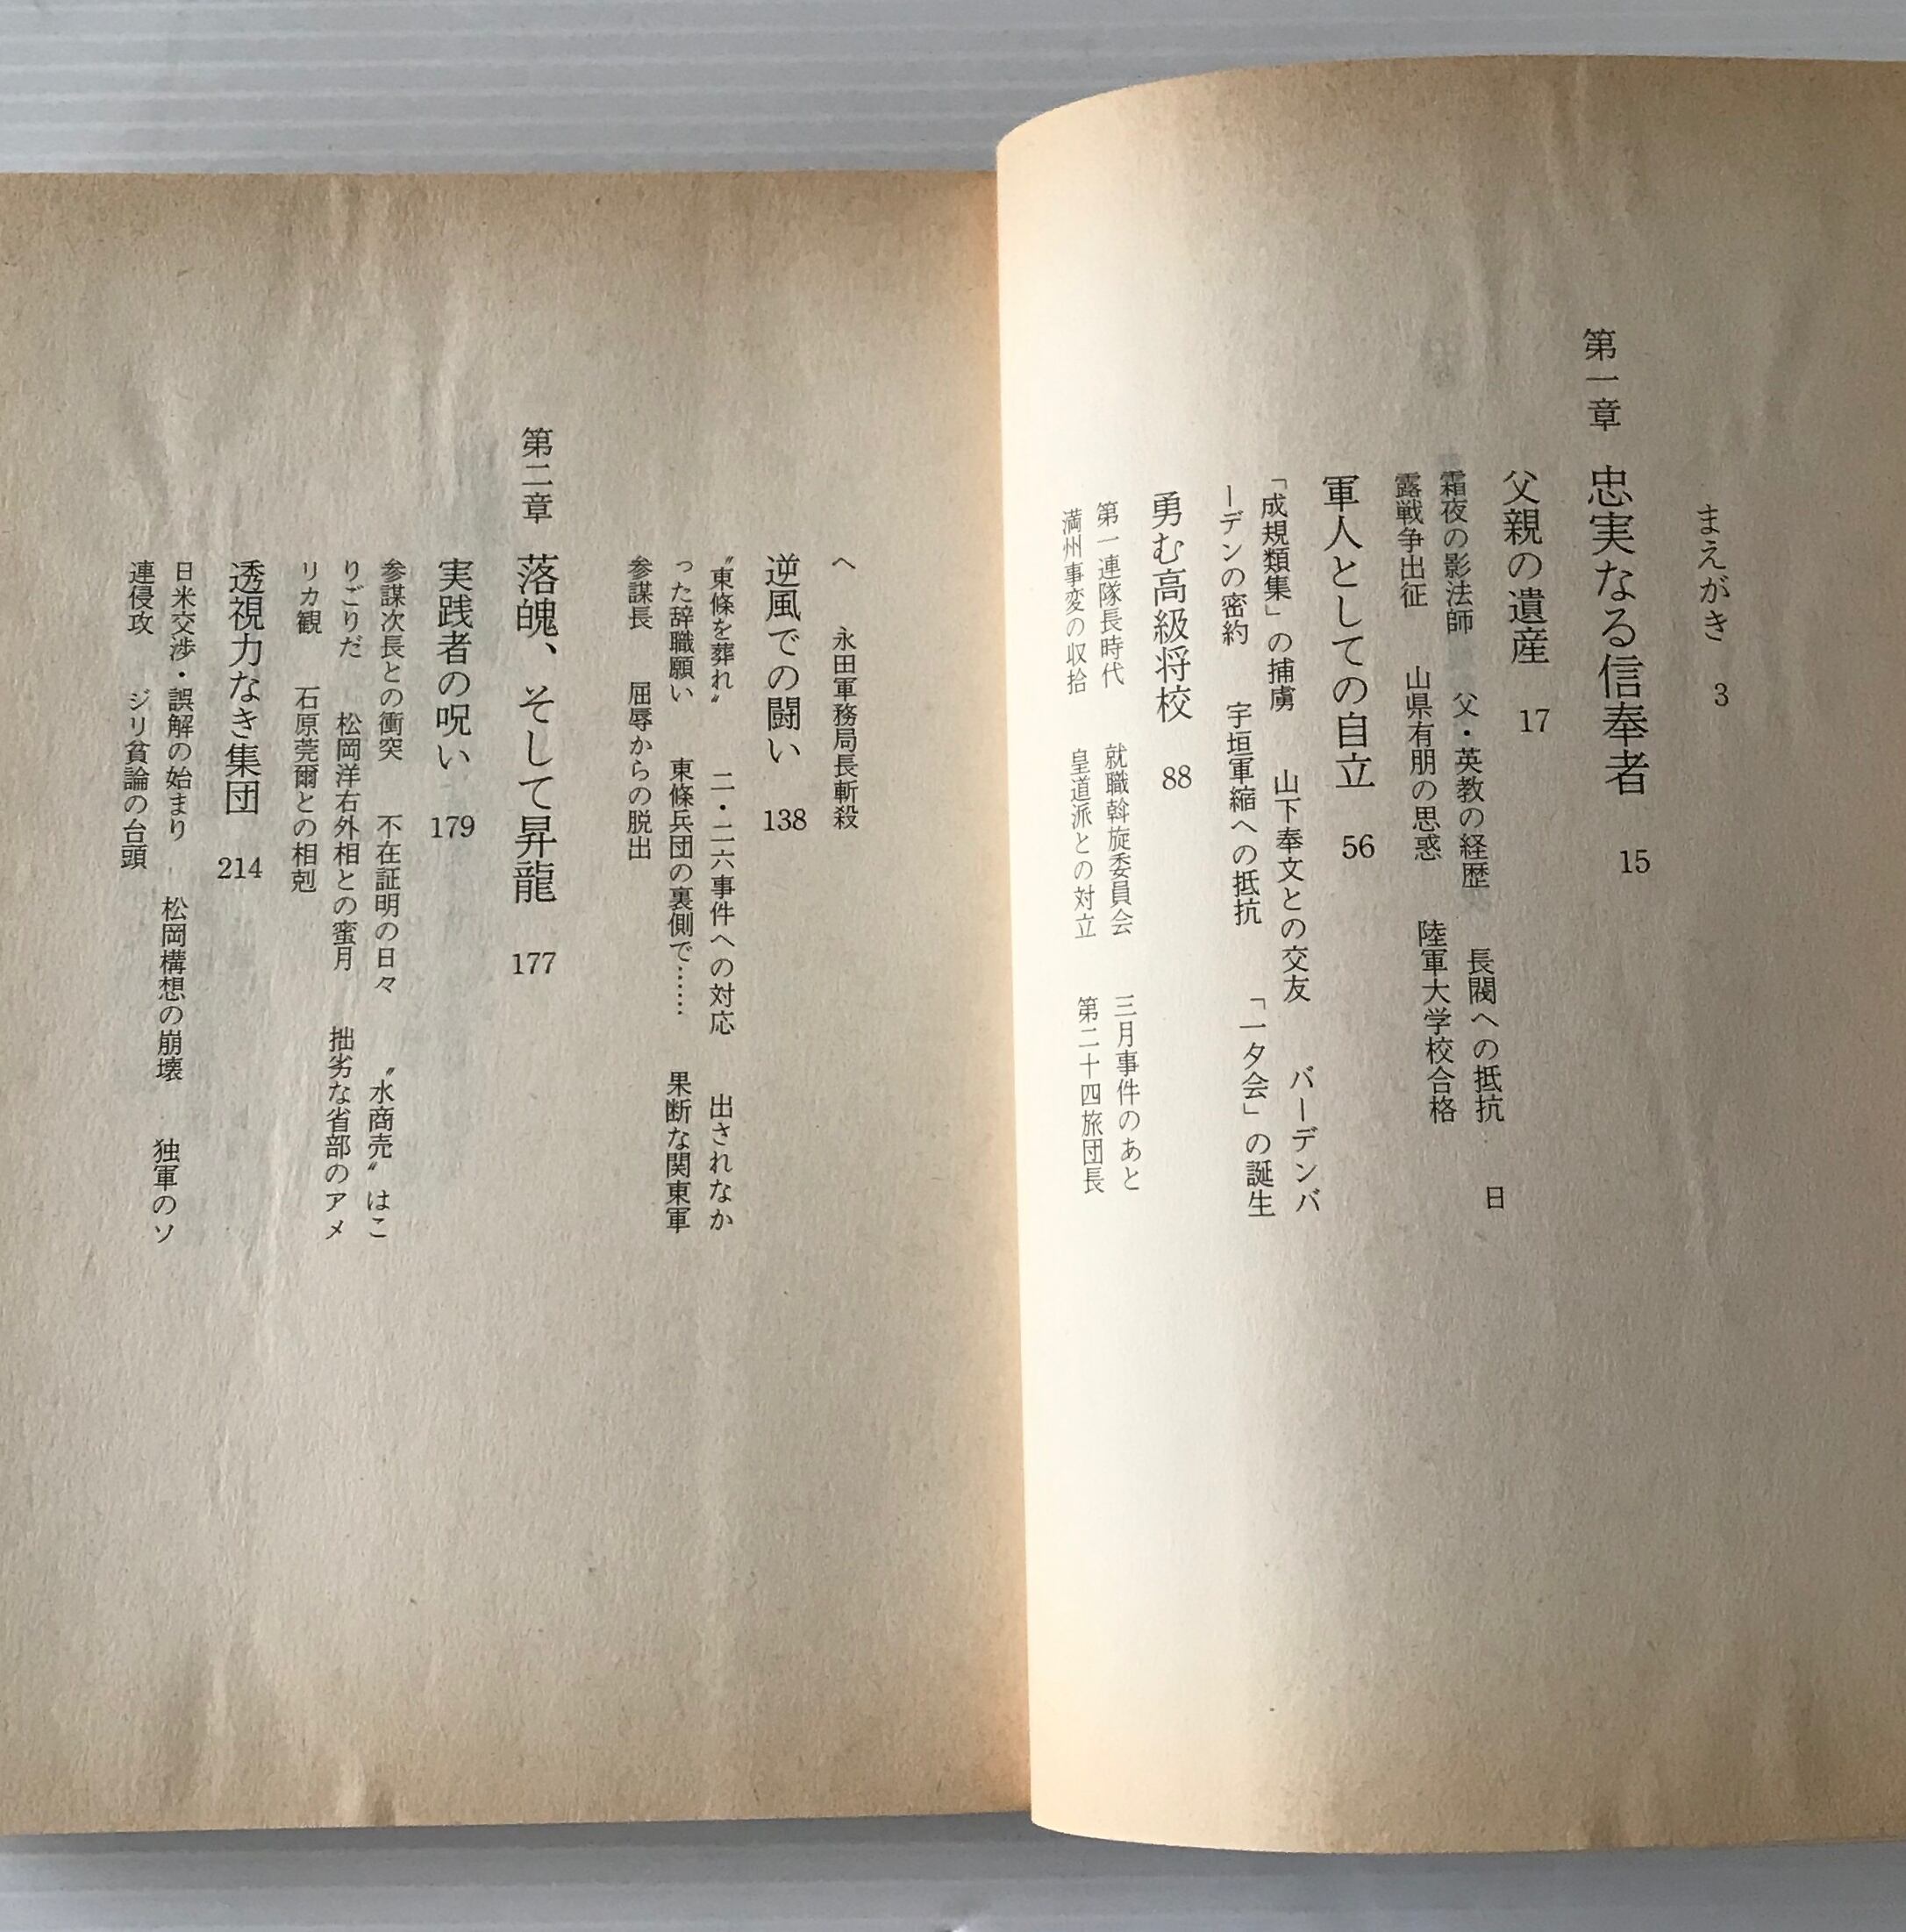 まえがき 3
第一章 忠実なる信奉者 15
父親の遺産 17
霜夜の影法師 父・英教の経歴 長閥への抵抗 日
露戦争出征 山県有朋の思惑 陸軍大学校合格
軍人としての自立 56
「成規類集」の捕虜 山下奉文との交友 バーデンバ
ーデンの密約 宇垣軍縮への抵抗 「一夕会」の誕生
勇む高級将校 88
第一連隊長時代 就職斡旋委員会 三月事件のあと
満州事変の収拾 皇道派との対立 第二十四旅団長
へ 永田軍務局長斬殺
逆風での闘い 138
〝東條を葬れ〟 二・二六事件への対応 出されなか
った辞職願い 東條兵団の裏側で…… 果断な関東軍
参謀長 屈辱からの脱出
第二章 落魄、そして昇龍 177
実践者の呪い 179
参謀次長との衝突 不在証明の日々 〝水商売〟はこ
りごりだ 松岡洋右外相との蜜月 拙劣な省部のアメ
リカ観 石原莞爾との相剋
透視力なき集団 214
日米交渉・誤解の始まり 松岡構想の崩壊 独軍のソ
連侵攻 ジリ貧論の台頭